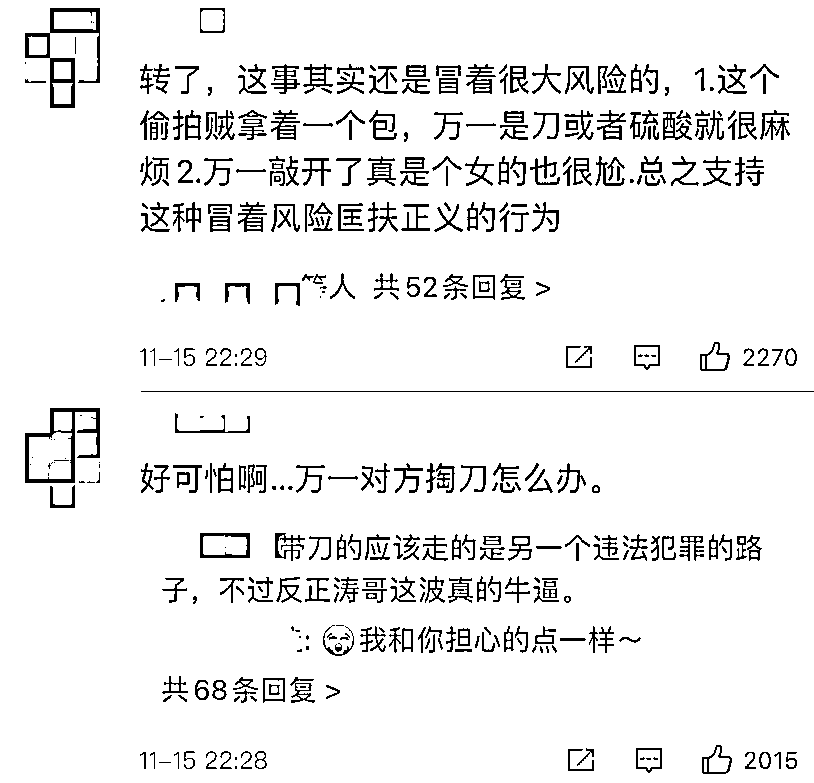 转了，这事其实还是冒着很大风险的，1.这个
偷拍贼拿着一个包，万一是刀或者硫酸就很麻
烦 2.万一敲开了真是个女的也很尬.总之支持
这种冒着风险匡扶正义的行为
等人 共52条回复 >
11-15 22:29 2270
好可怕啊...万一对方掏刀怎么办。
带刀的应该走的是另一个违法犯罪的路
子，不过反正涛哥这波真的牛逼。
: 我和你担心的点一样～
共68条回复 >
11-15 22:28 2015